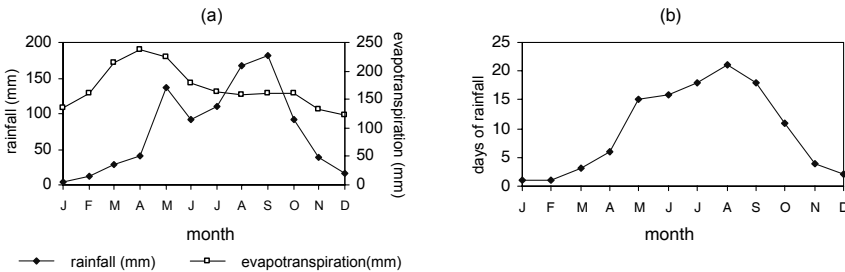 (a)
200
150
100
50
0
rainfall (mm)
250
200
150
100
50
0
evapotranspiration (mm)
J F M A M J J A S O N D
month
rainfall (mm) evapotranspiration(mm)
(b)
25
20
15
10
5
0
days of rainfall
J F M A M J J A S O N D
month